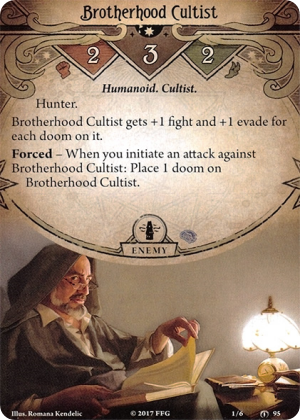 Brotherhood Cultist
2 3 2
Humanoid. Cultist.
Hunter.
Brotherhood Cultist gets +1 fight and +1 evade for
each doom on it.
Forced – When you initiate an attack against
Brotherhood Cultist: Place 1 doom on
Brotherhood Cultist.
ENEMY
Illus. Romana Kendelic © 2017 FFG 1/6 95